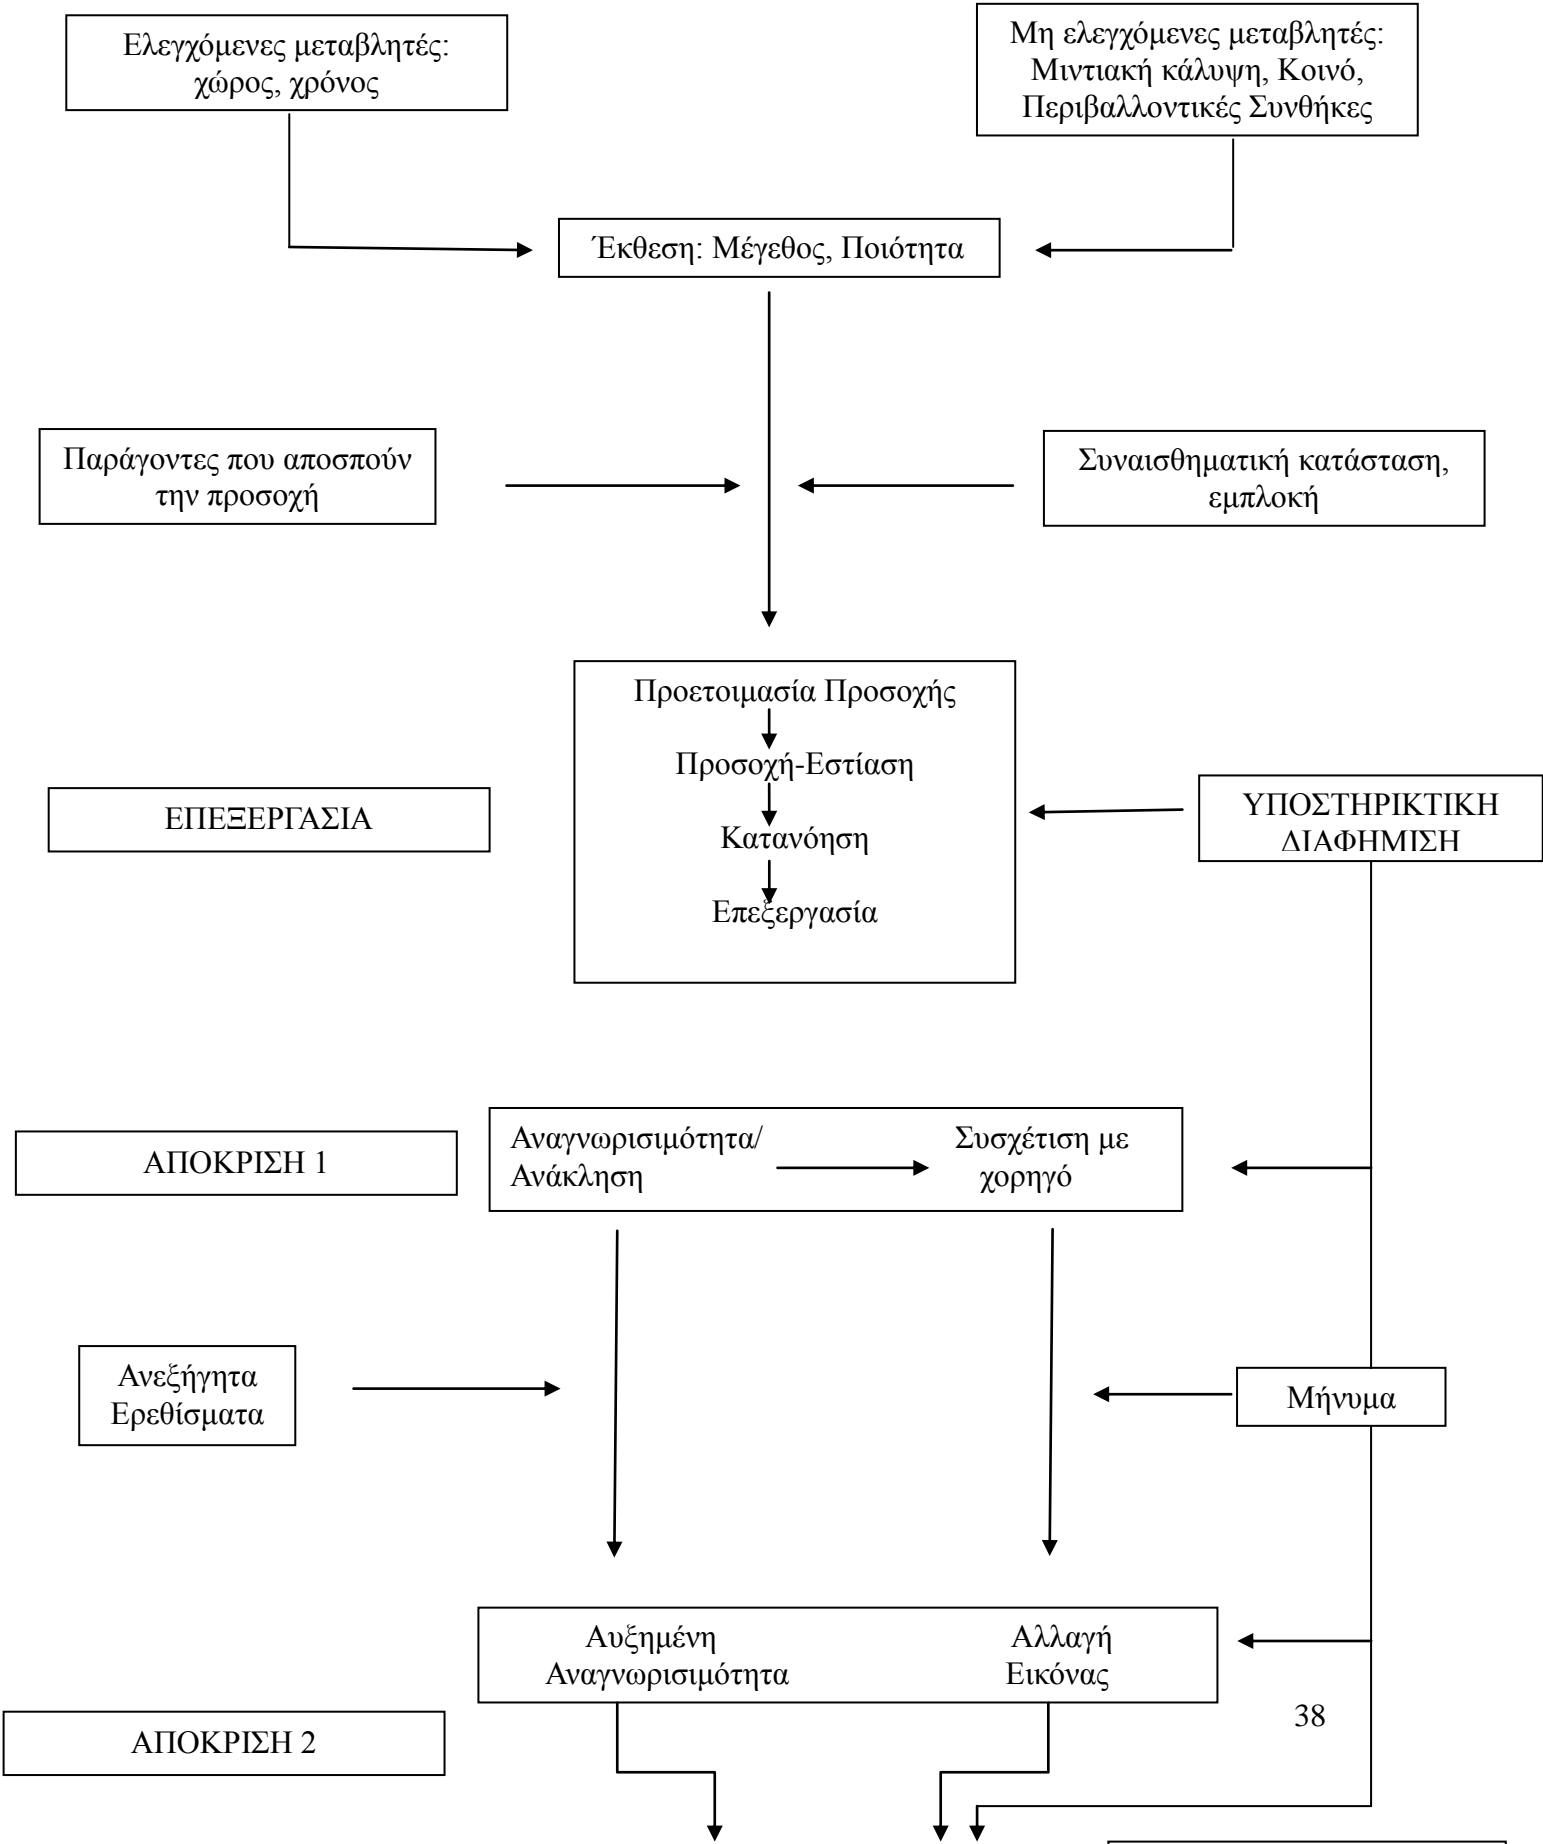 Ελεγχόμενες μεταβλητές:
χώρος, χρόνος
Μη ελεγχόμενες μεταβλητές:
Μιντιακή κάλυψη, Κοινό,
Περιβαλλοντικές Συνθήκες
Έκθεση: Μέγεθος, Ποιότητα
Παράγοντες που αποσπούν
την προσοχή
Συναισθηματική κατάσταση,
εμπλοκή
Προετοιμασία Προσοχής
Προσοχή-Εστίαση
Κατανόηση
Επεξεργασία
ΕΠΕΞΕΡΓΑΣΙΑ
ΥΠΟΣΤΗΡΙΚΤΙΚΗ
ΔΙΑΦΗΜΙΣΗ
ΑΠΟΚΡΙΣΗ 1
Αναγνωρισιμότητα/
Ανάκληση
Συσχέτιση με
χορηγό
Ανεξήγητα
Ερεθίσματα
Μήνυμα
Αυξημένη
Αναγνωρισιμότητα
Αλλαγή
Εικόνας
38
ΑΠΟΚΡΙΣΗ 2